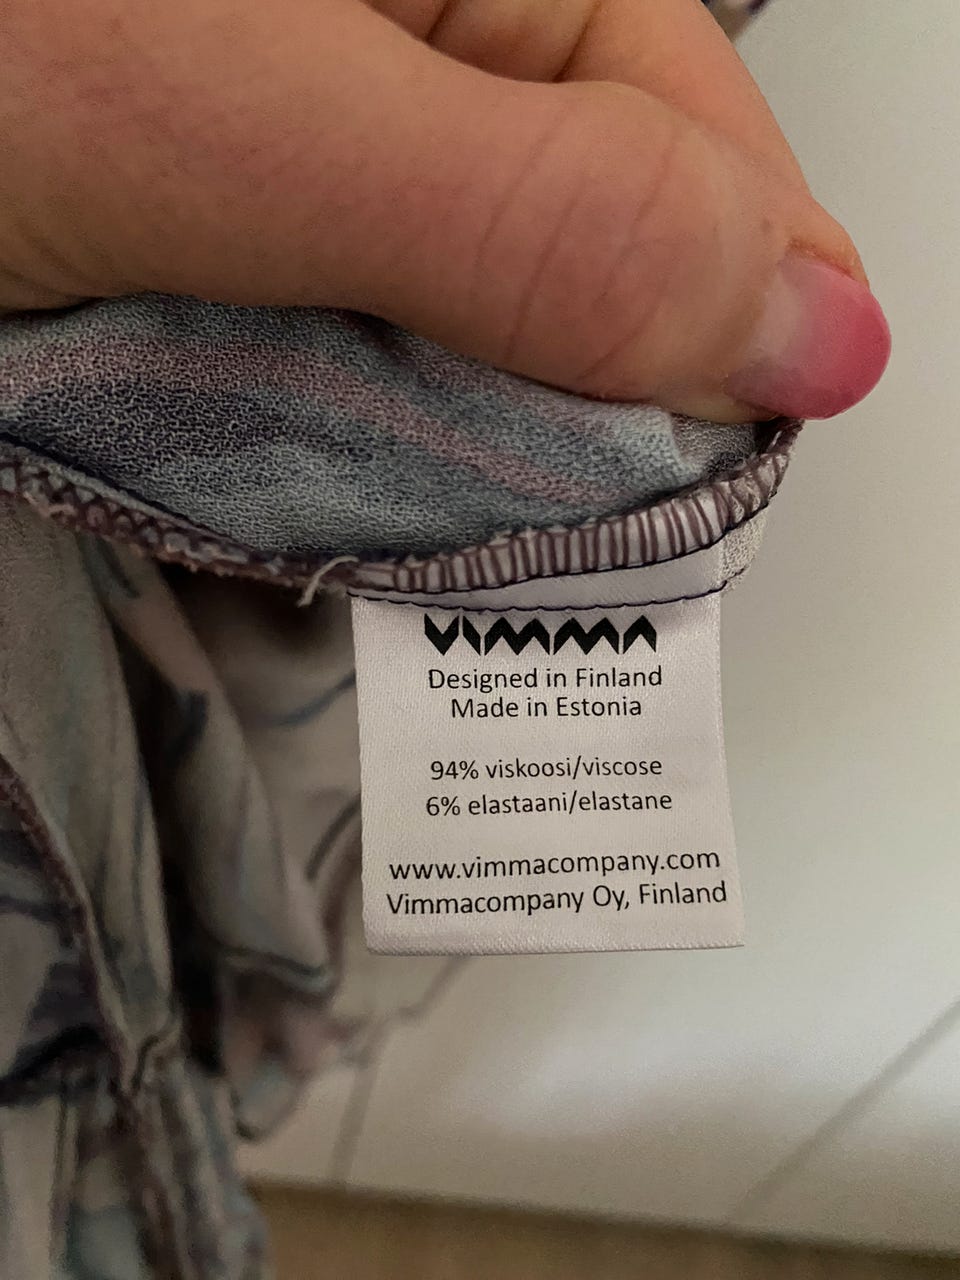 VIMMA
Designed in Finland
Made in Estonia
94% viskoosi/viscose
6% elastaani/elastane
www.vimmacompany.com
Vimmacompany Oy, Finland